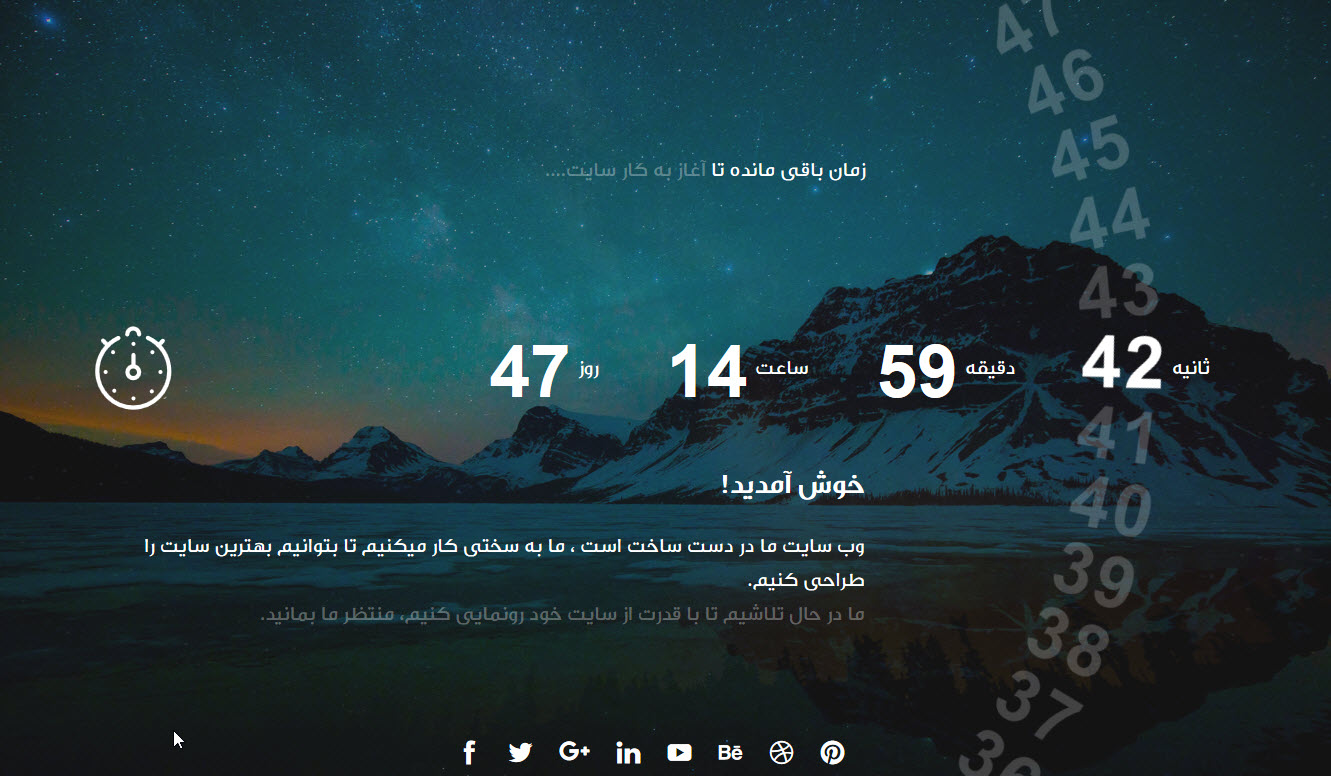 زمان باقی مانده تا آغاز به کار سایت....
47
46
45
44
43
47 روز 14 ساعت 59 دقیقه 42 ثانیه
41
40
39
38
37
36
خوش آمدید!
وب سایت ما در دست ساخت است ، ما به سختی کار میکنیم تا بتوانیم بهترین سایت را
طراحی کنیم.
ما در حال تلاشیم تا با قدرت از سایت خود رونمایی کنیم، منتظر ما بمانید.
f G+ in Bē